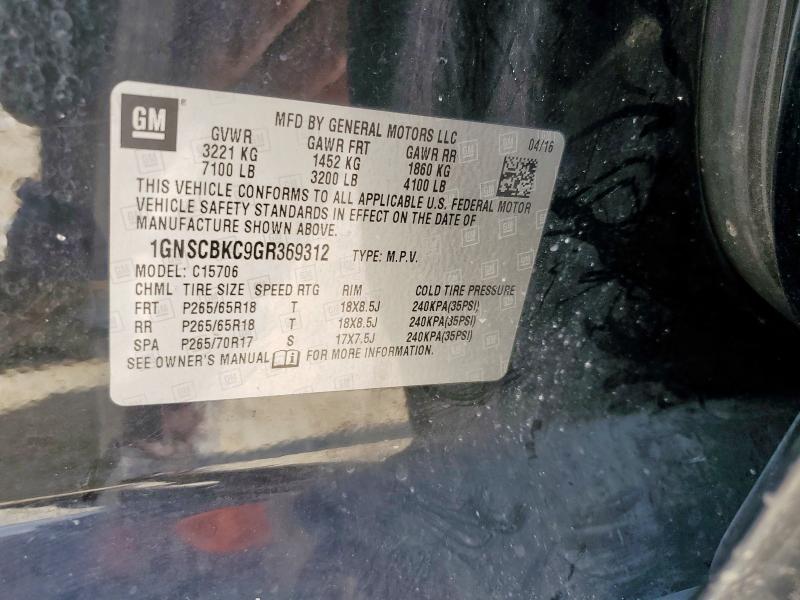 GM
MFD BY GENERAL MOTORS LLC
04/16
GVWR GAWR FRT GAWR RR
3221 KG 1452 KG 1860 KG
7100 LB 3200 LB 4100 LB
THIS VEHICLE CONFORMS TO ALL APPLICABLE U.S. FEDERAL MOTOR
VEHICLE SAFETY STANDARDS IN EFFECT ON THE DATE OF
MANUFACTURE SHOWN ABOVE.
1GNSCBKC9GR369312 TYPE: M.P.V.
MODEL: C15706
CHML TIRE SIZE SPEED RTG RIM COLD TIRE PRESSURE
FRT P265/65R18 T 18X8.5J 240KPA(35PSI)
RR P265/65R18 T 18X8.5J 240KPA(35PSI)
SPA P265/70R17 S 17X7.5J 240KPA(35PSI)
SEE OWNER'S MANUAL FOR MORE INFORMATION.